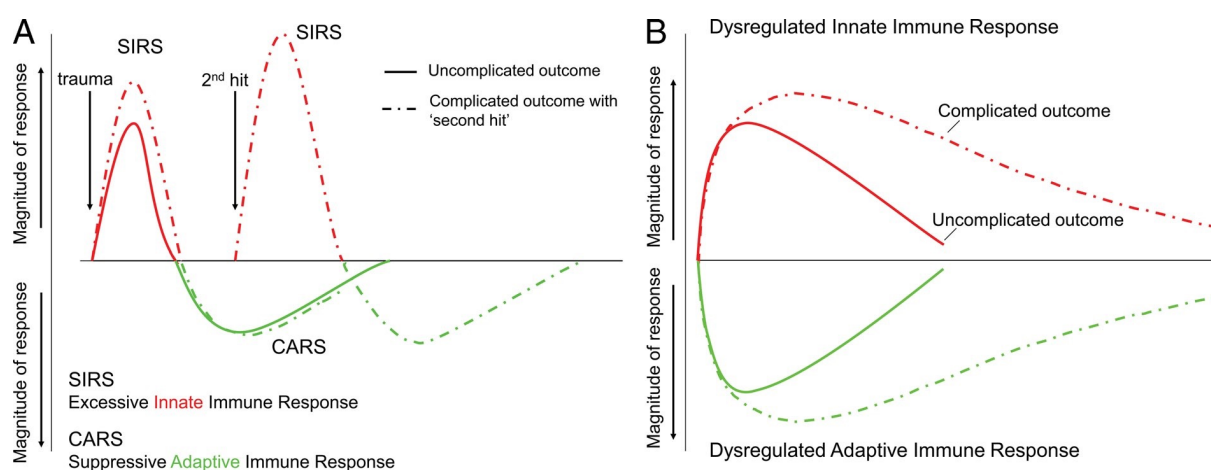 A
SIRS
SIRS
trauma
2nd hit
Uncomplicated outcome
Complicated outcome with
‘second hit’
Magnitude of response
Magnitude of response
CARS
SIRS
Excessive Innate Immune Response
CARS
Suppressive Adaptive Immune Response
B
Dysregulated Innate Immune Response
Complicated outcome
Uncomplicated outcome
Magnitude of response
Magnitude of response
Dysregulated Adaptive Immune Response